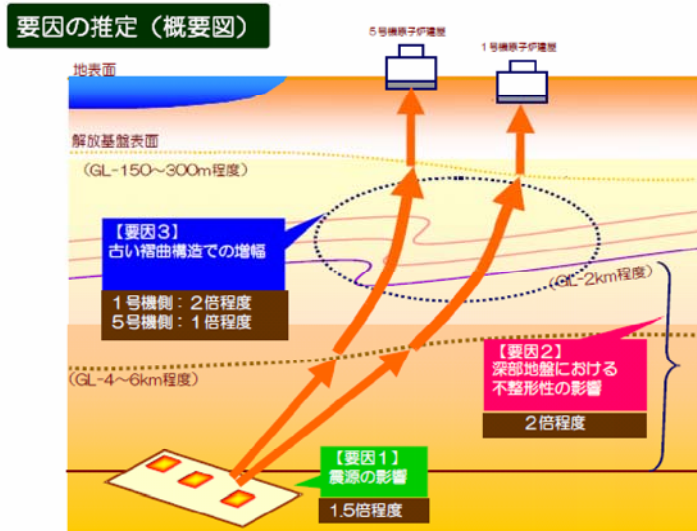 要因の推定（概要図）
5号機原子炉建屋
1号機原子炉建屋
地表面
解放基盤表面
(GL-150～300m程度)
【要因3】
古い褶曲構造での増幅
1号機側：2倍程度
5号機側：1倍程度
(GL-2km程度)
【要因2】
深部地盤における
不整形性の影響
2倍程度
(GL-4～6km程度)
【要因1】
震源の影響
1.5倍程度